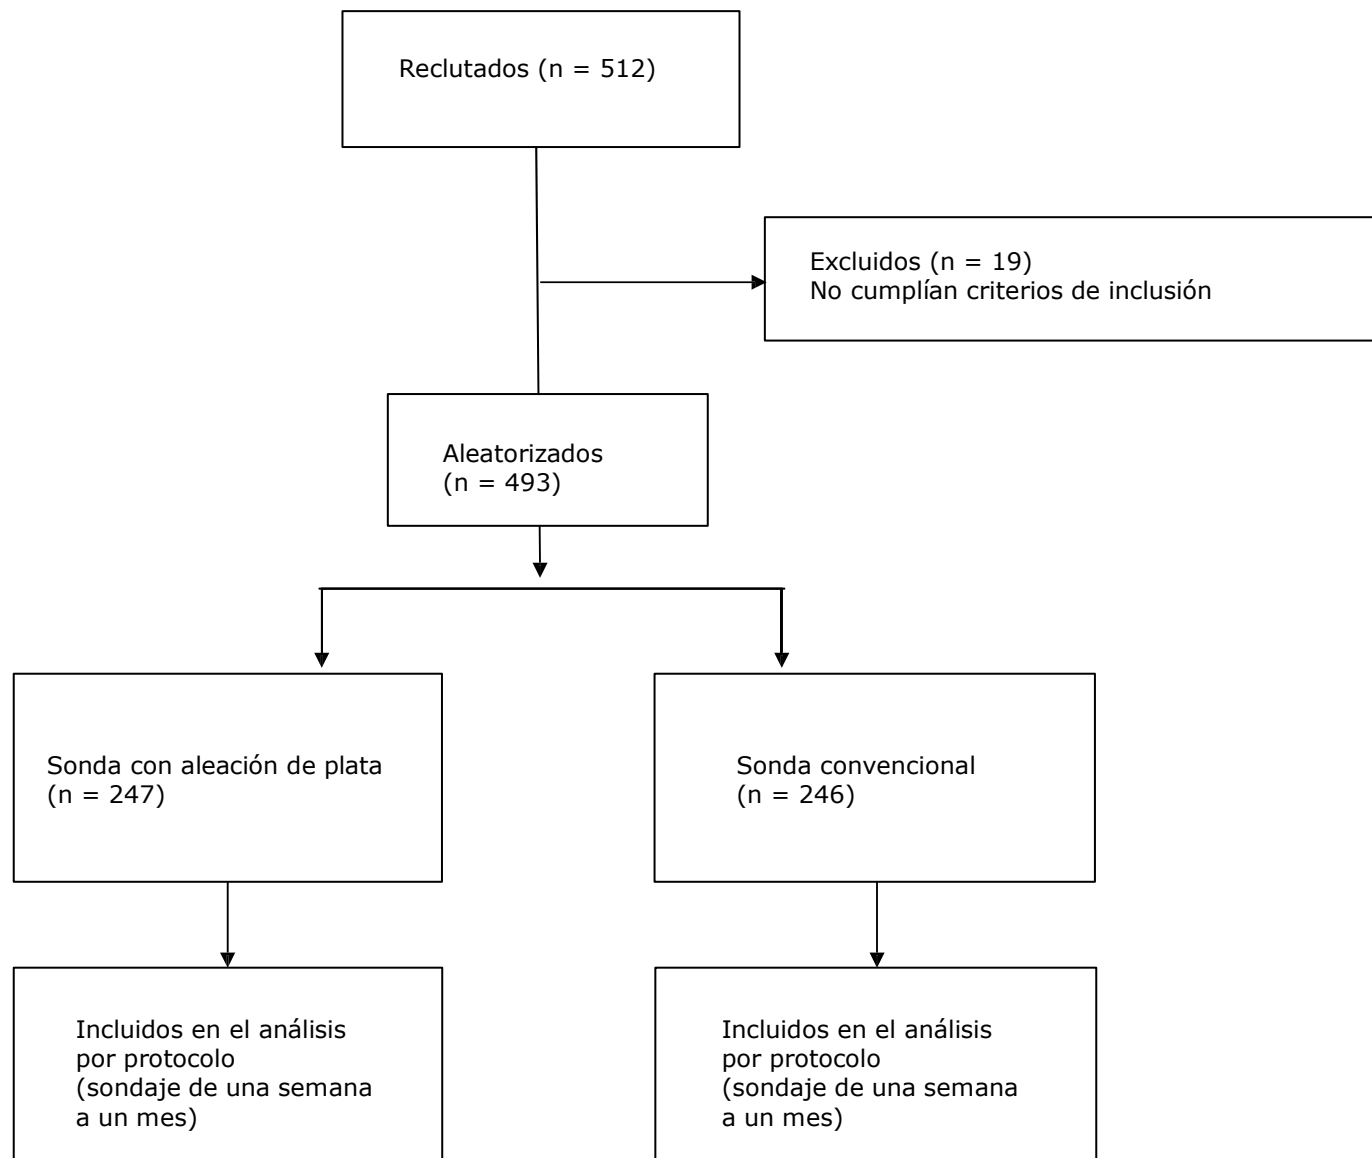 Reclutados (n = 512)
Excluidos (n = 19)
No cumplían criterios de inclusión
Aleatorizados
(n = 493)
Sonda con aleación de plata
(n = 247)
Sonda convencional
(n = 246)
Incluidos en el análisis
por protocolo
(sondaje de una semana
a un mes)
Incluidos en el análisis
por protocolo
(sondaje de una semana
a un mes)